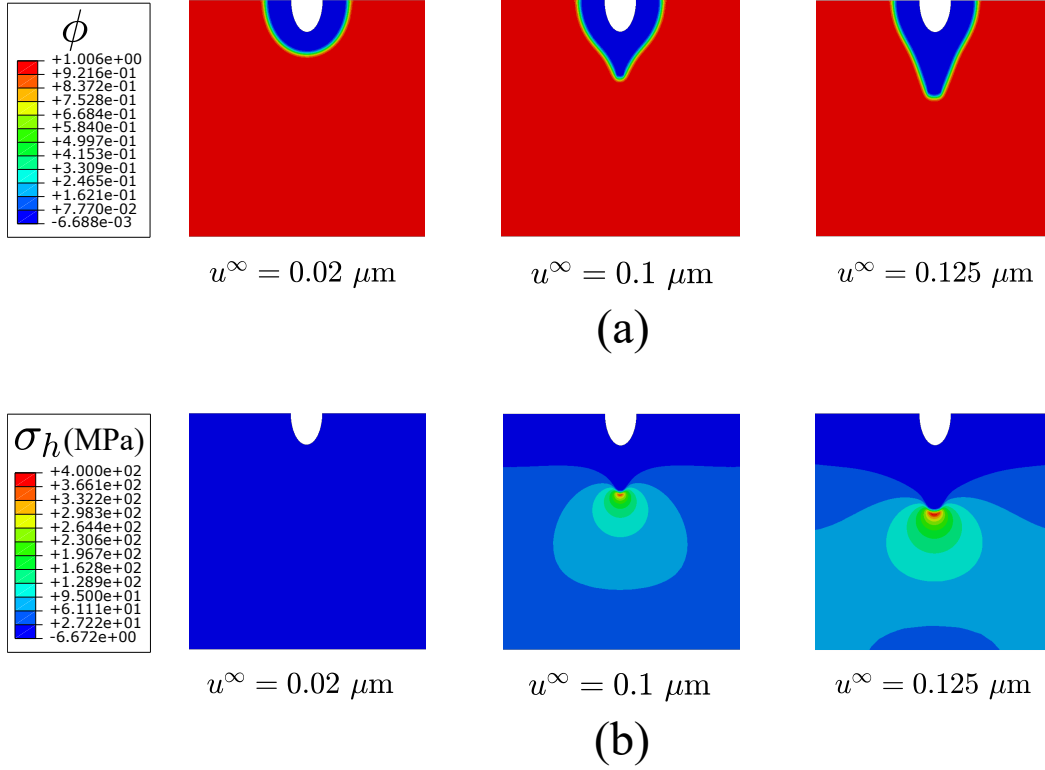 ϕ
+1.006e+00
+9.216e-01
+8.372e-01
+7.528e-01
+6.684e-01
+5.840e-01
+4.997e-01
+4.153e-01
+3.309e-01
+2.465e-01
+1.621e-01
+7.770e-02
-6.688e-03
u^∞ = 0.02 μm
u^∞ = 0.1 μm
u^∞ = 0.125 μm
(a)
σ_h(MPa)
+4.000e+02
+3.661e+02
+3.322e+02
+2.983e+02
+2.644e+02
+2.306e+02
+1.967e+02
+1.628e+02
+1.289e+02
+9.500e+01
+6.111e+01
+2.722e+01
-6.672e+00
u^∞ = 0.02 μm
u^∞ = 0.1 μm
u^∞ = 0.125 μm
(b)